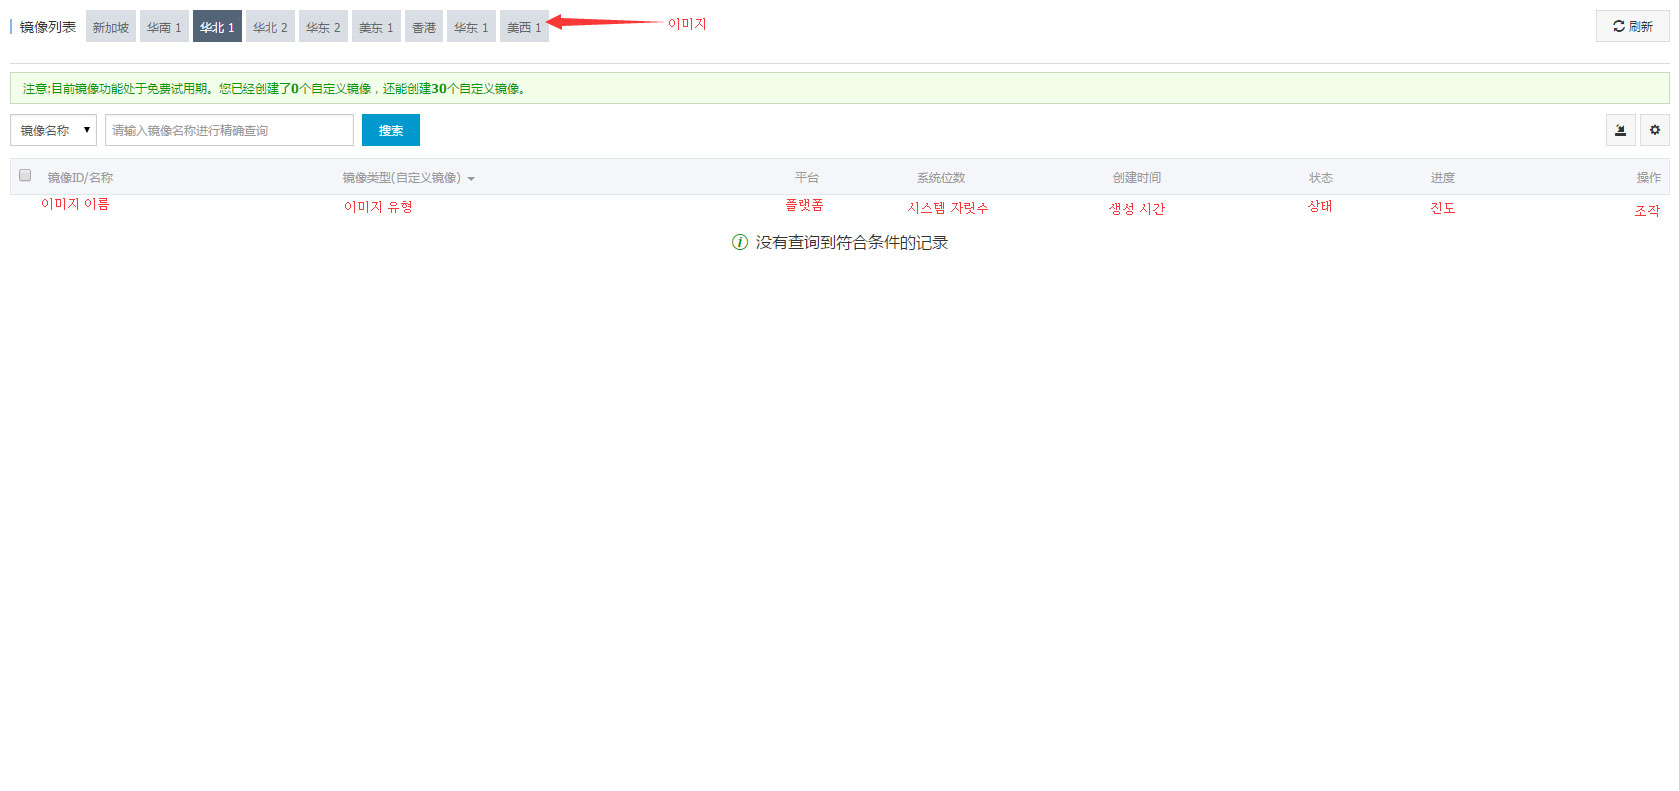 镜像列表 新加坡 华南 1 华北 1 华北 2 华东 2 美东 1 香港 华东 1 美西 1 이미지 刷新
注意:目前镜像功能处于免费试用期。您已经创建了0个自定义镜像，还能创建30个自定义镜像。
镜像名称 请输入镜像名称进行精确查询 搜索
镜像ID/名称 镜像类型(自定义镜像) 平台 系统位数 创建时间 状态 进度 操作
이미지 이름 이미지 유형 플랫폼 시스템 자릿수 생성 시간 상태 진도 조작
没有查询到符合条件的记录